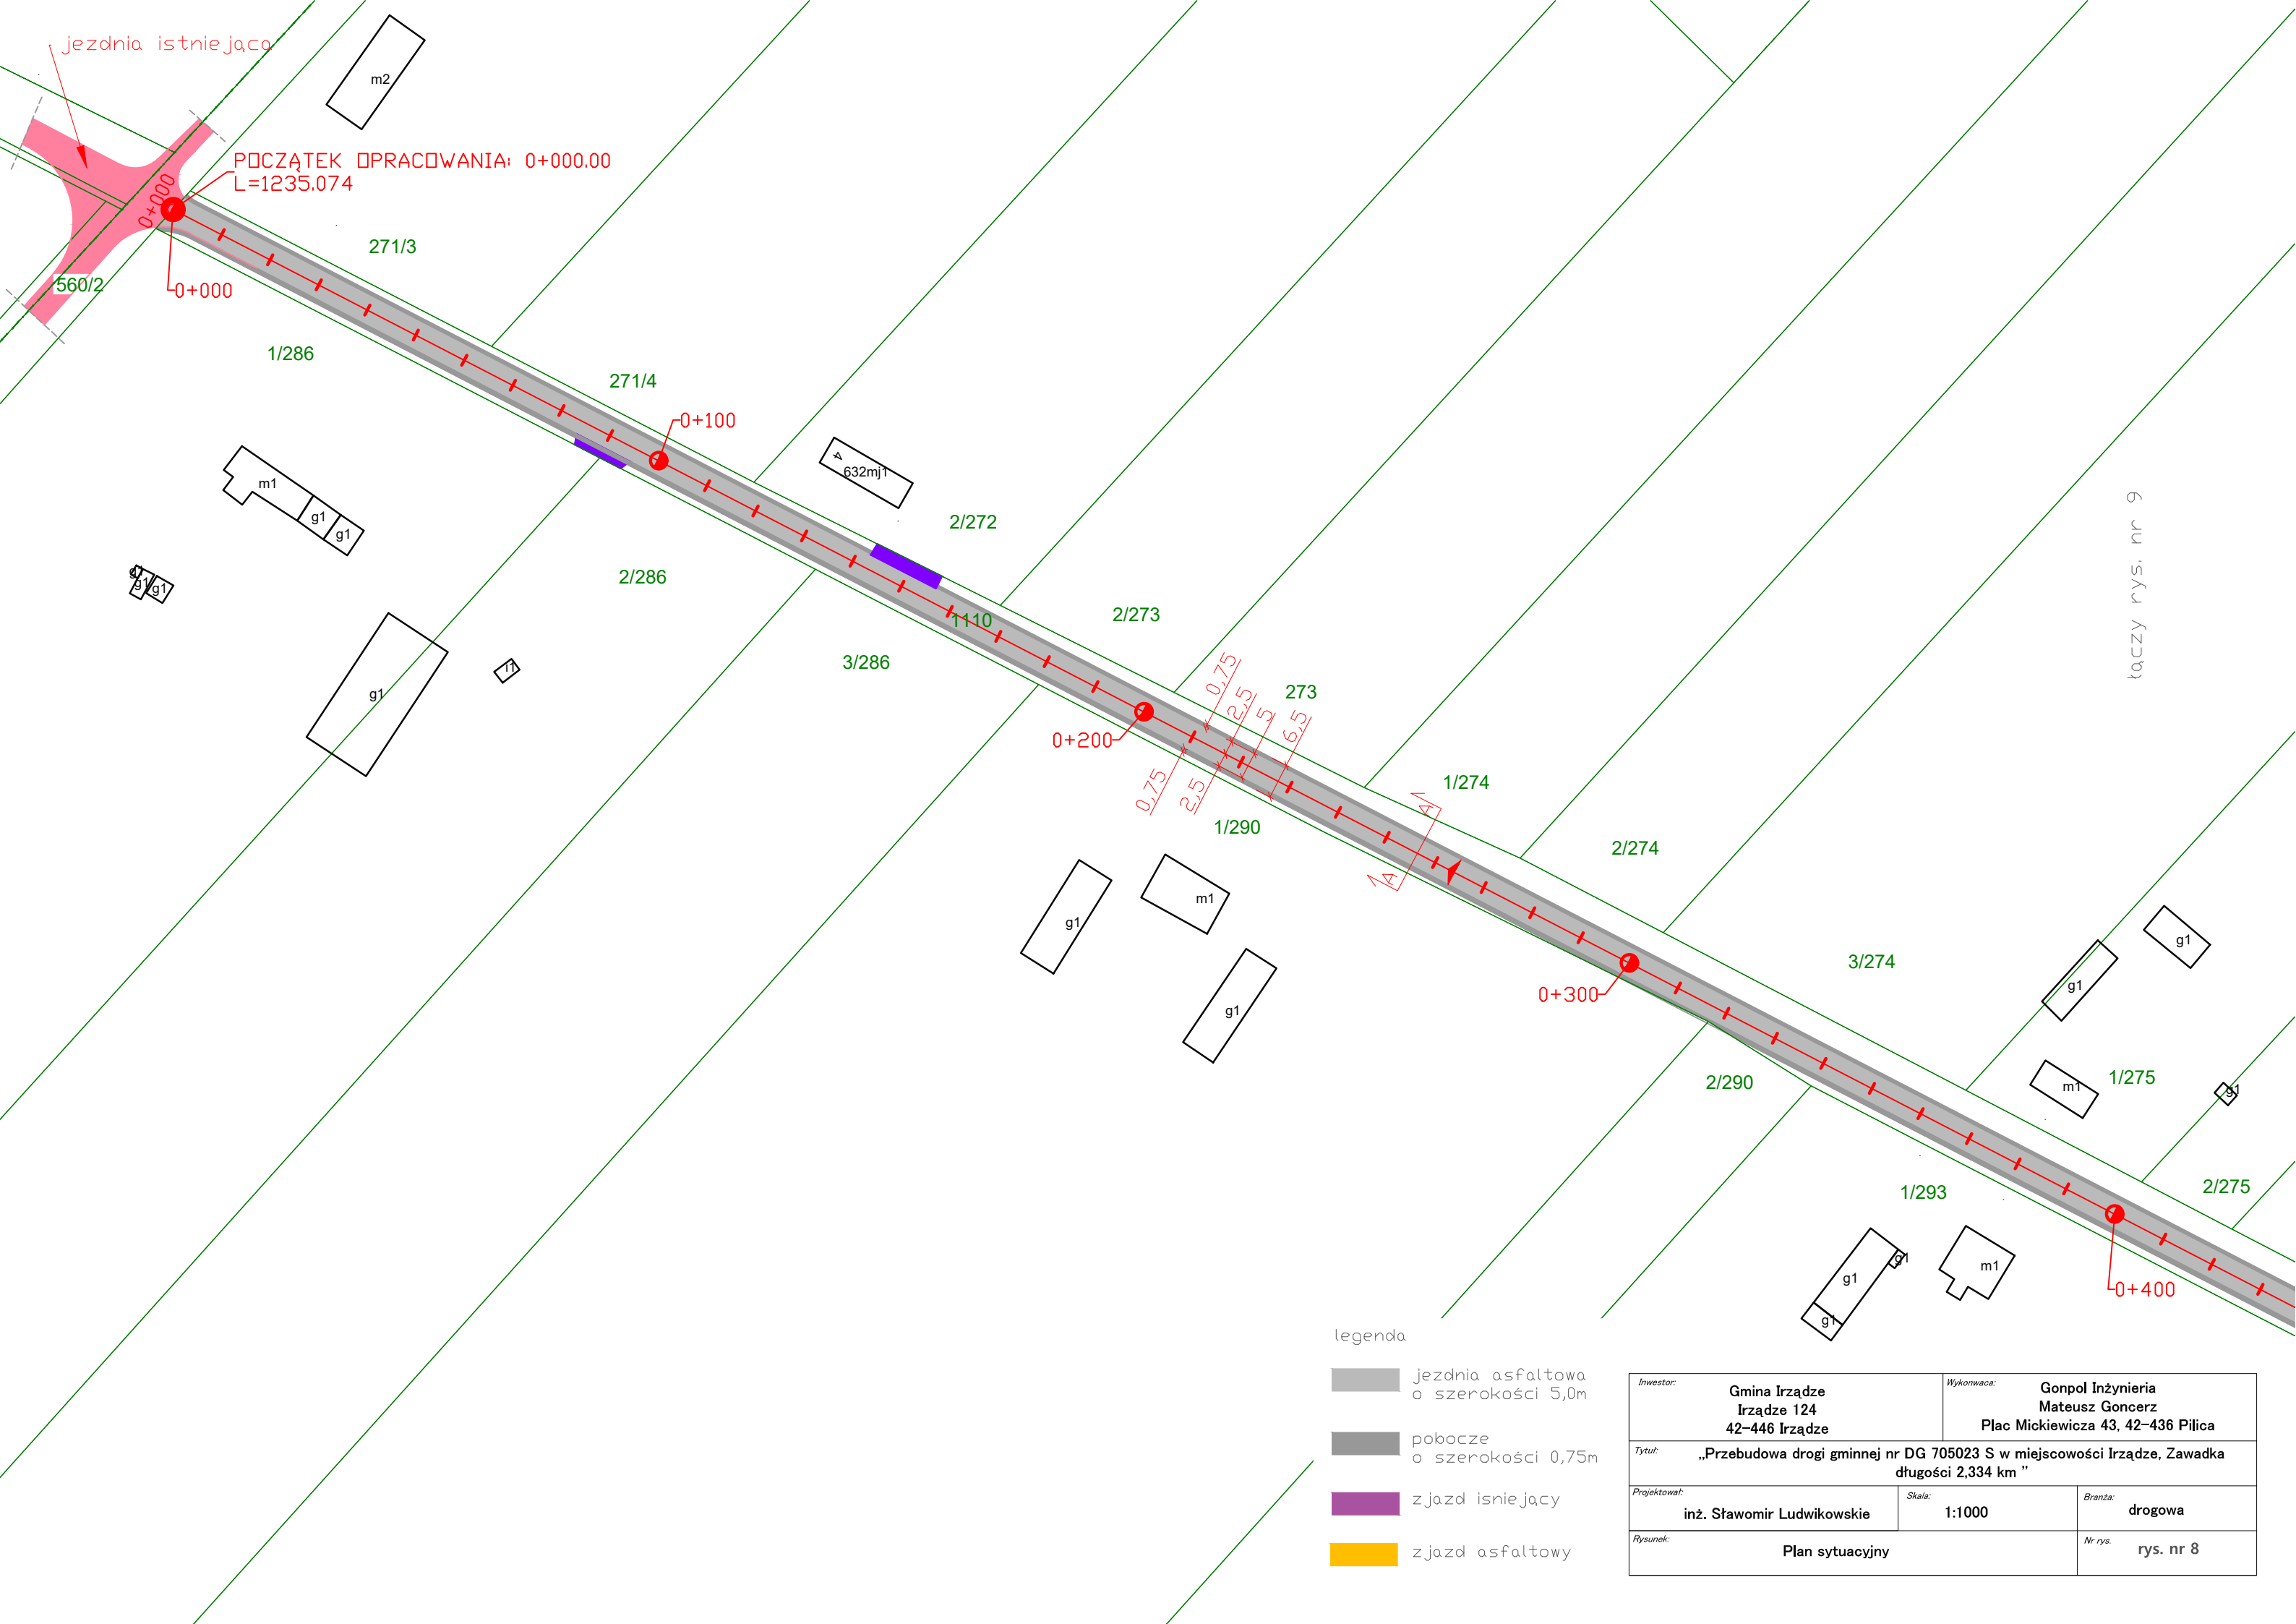 jezdnia istniejąca
m2
POCZĄTEK OPRACOWANIA: 0+000.00
L=1235.074
0+000
271/3
560/2
0+000
1/286
271/4
0+100
m1
g1
g1
4
632mj1
2/272
g1
g1
2/286
1110
2/273
3/286
g1
273
0,75
2,5
5
6,5
0+200
0,75
2,5
1/290
1/274
A
A
2/274
łączy rys. nr 9
g1
m1
g1
0+300
3/274
g1
g1
2/290
m1
1/275
g1
1/293
2/275
g1
g1
g1
m1
0+400
legenda
jezdnia asfaltowa
o szerokości 5,0m
pobocze
o szerokości 0,75m
zjazd isniejący
zjazd asfaltowy
Inwestor:
Gmina Irządze
Irządze 124
42-446 Irządze
Wykonwaca:
Gonpol Inżynieria
Mateusz Goncerz
Plac Mickiewicza 43, 42-436 Pilica
Tytuł:
„Przebudowa drogi gminnej nr DG 705023 S w miejscowości Irządze, Zawadka
długości 2,334 km ”
Projektował:
inż. Sławomir Ludwikowskie
Skala:
1:1000
Branża:
drogowa
Rysunek:
Plan sytuacyjny
Nr rys.
rys. nr 8